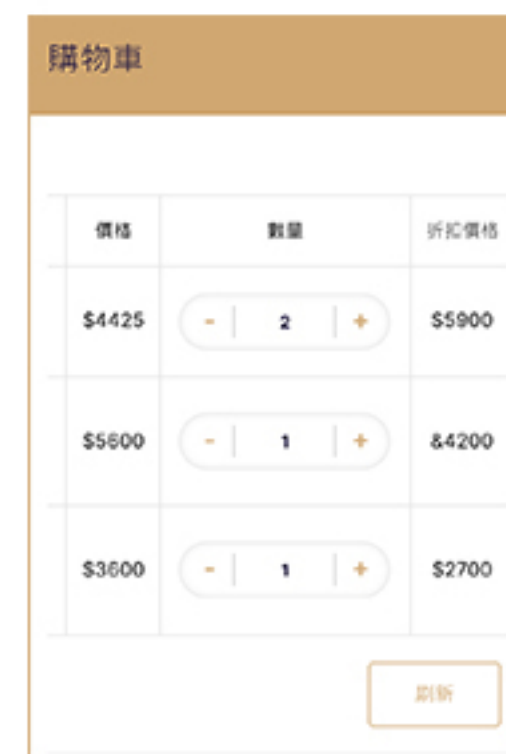 購物車
價格 數量 折扣價格
$4425 - 2 + $5900
$5600 - 1 + &4200
$3600 - 1 + $2700
刷新